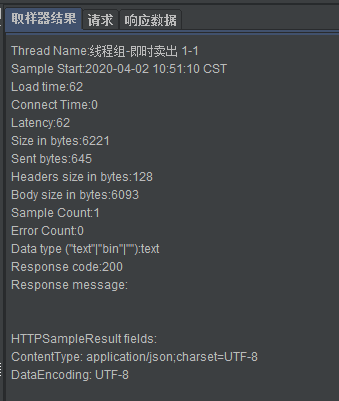 取样器结果 请求 响应数据
Thread Name:线程组-即时卖出 1-1
Sample Start:2020-04-02 10:51:10 CST
Load time:62
Connect Time:0
Latency:62
Size in bytes:6221
Sent bytes:645
Headers size in bytes:128
Body size in bytes:6093
Sample Count:1
Error Count:0
Data type ("text"|"bin"|""):text
Response code:200
Response message:
HTTPSampleResult fields:
ContentType: application/json;charset=UTF-8
DataEncoding: UTF-8